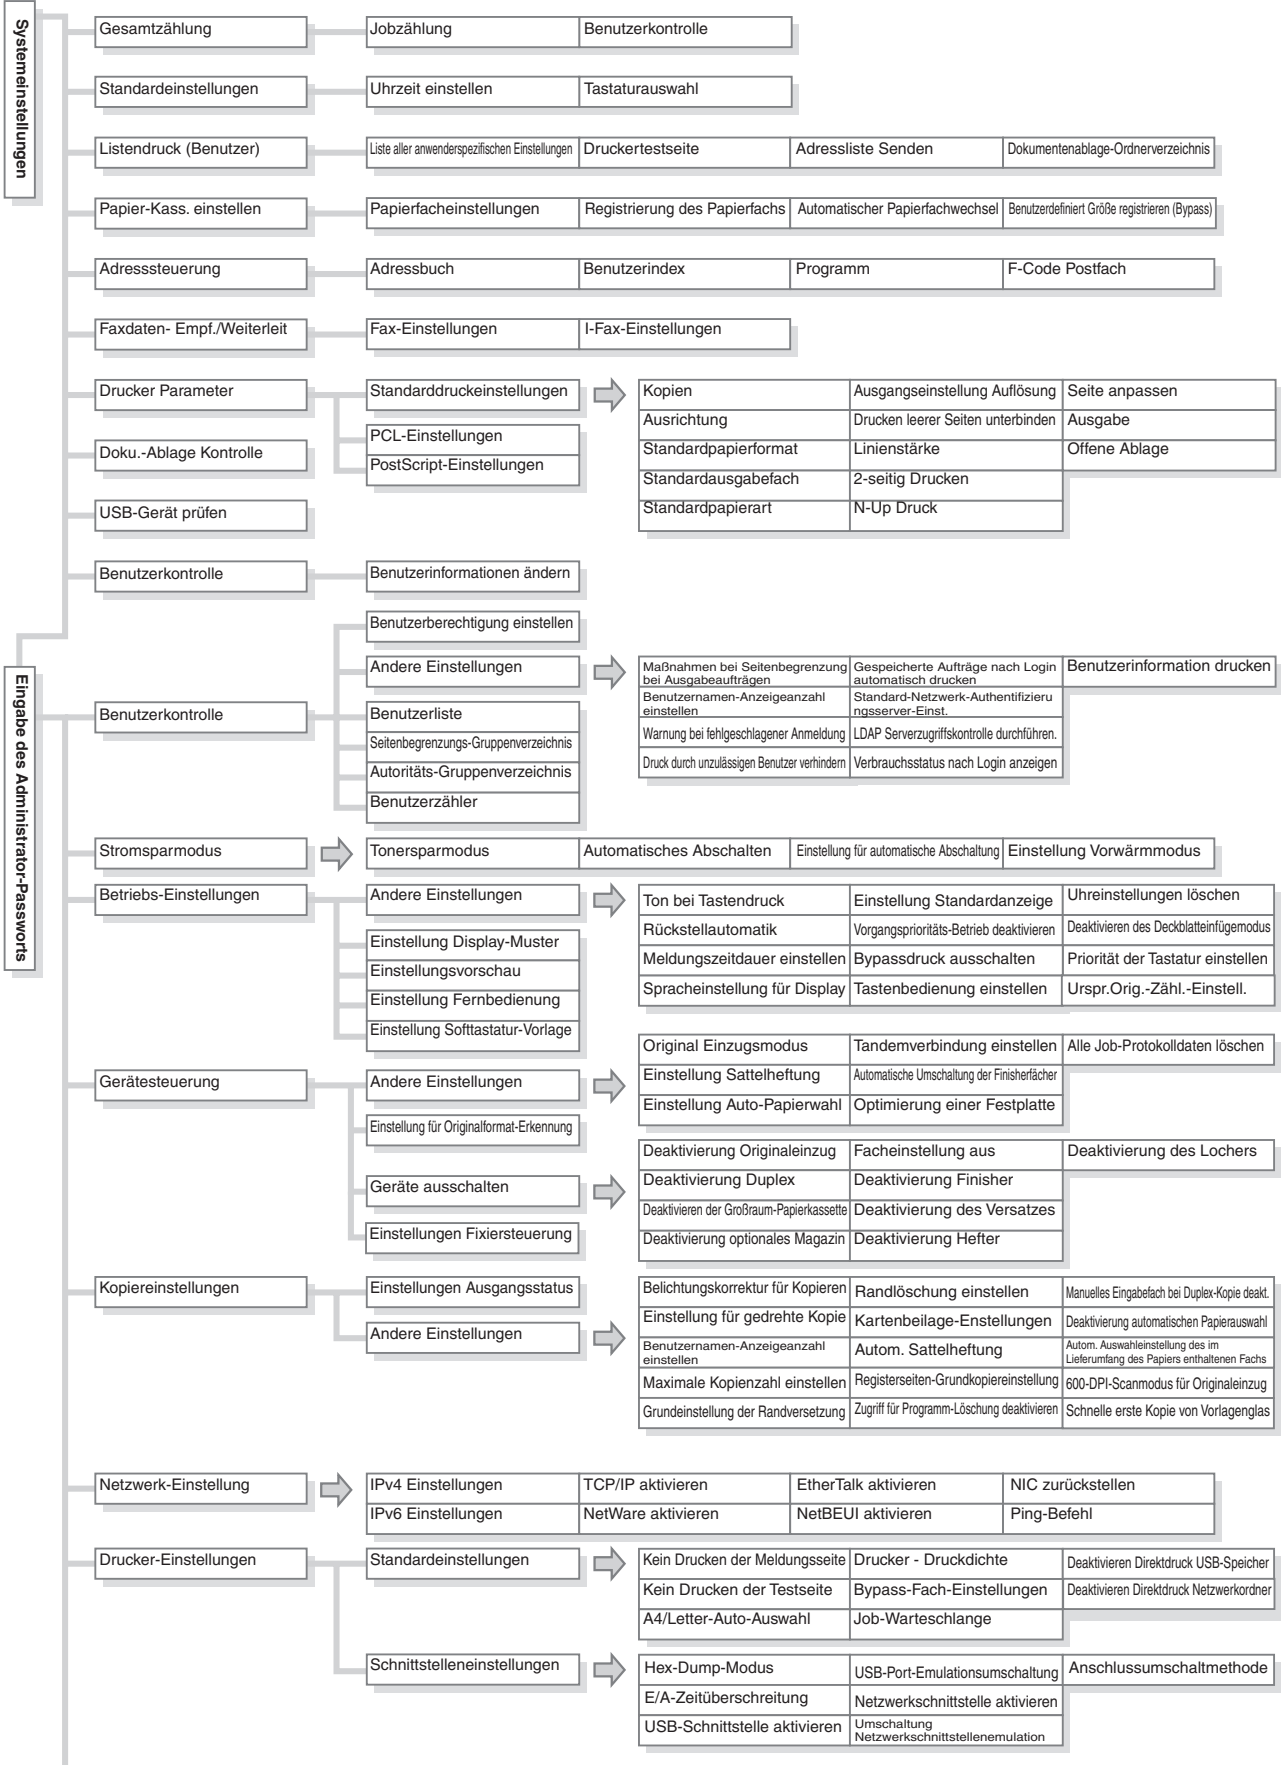 Systemeinstellungen
Gesamtzählung
Jobzählung
Benutzerkontrolle
Standardeinstellungen
Uhrzeit einstellen
Tastaturauswahl
Listendruck (Benutzer)
Liste aller anwenderspezifischen Einstellungen
Druckertestseite
Adressliste Senden
Dokumentenablage-Ordnerverzeichnis
Papier-Kass. einstellen
Papierfacheinstellungen
Registrierung des Papierfachs
Automatischer Papierfachwechsel
Benutzerdefiniert Größe registrieren (Bypass)
Adresssteuerung
Adressbuch
Benutzerindex
Programm
F-Code Postfach
Faxdaten- Empf./Weiterleit
Fax-Einstellungen
I-Fax-Einstellungen
Drucker Parameter
Standarddruckeinstellungen
Kopien
Ausgangseinstellung Auflösung
Seite anpassen
Ausrichtung
Drucken leerer Seiten unterbinden
Ausgabe
PCL-Einstellungen
Standardpapierformat
Linienstärke
Offene Ablage
Doku.-Ablage Kontrolle
PostScript-Einstellungen
Standardausgabefach
2-seitig Drucken
USB-Gerät prüfen
Standardpapierart
N-Up Druck
Benutzerkontrolle
Benutzerinformationen ändern
Eingabe des Administrator-Passworts
Benutzerkontrolle
Benutzerberechtigung einstellen
Andere Einstellungen
Maßnahmen bei Seitenbegrenzung
bei Ausgabeaufträgen
Gespeicherte Aufträge nach Login
automatisch drucken
Benutzerinformation drucken
Benutzernamen-Anzeigeanzahl
einstellen
Standard-Netzwerk-Authentifizieru
ngsserver-Einst.
Warnung bei fehlgeschlagener Anmeldung
LDAP Serverzugriffskontrolle durchführen.
Druck durch unzulässigen Benutzer verhindern
Verbrauchsstatus nach Login anzeigen
Benutzerliste
Seitenbegrenzungs-Gruppenverzeichnis
Autoritäts-Gruppenverzeichnis
Benutzerzähler
Stromsparmodus
Tonersparmodus
Automatisches Abschalten
Einstellung für automatische Abschaltung
Einstellung Vorwärmmodus
Betriebs-Einstellungen
Andere Einstellungen
Ton bei Tastendruck
Einstellung Standardanzeige
Uhreinstellungen löschen
Rückstellautomatik
Vorgangsprioritäts-Betrieb deaktivieren
Deaktivieren des Deckblatteinfügemodus
Meldungszeitdauer einstellen
Bypassdruck ausschalten
Priorität der Tastatur einstellen
Spracheinstellung für Display
Tastenbedienung einstellen
Urspr.Orig.-Zähl.-Einstell.
Einstellung Display-Muster
Einstellungsvorschau
Einstellung Fernbedienung
Einstellung Softtastatur-Vorlage
Gerätesteuerung
Andere Einstellungen
Original Einzugsmodus
Tandemverbindung einstellen
Alle Job-Protokolldaten löschen
Einstellung Sattelheftung
Automatische Umschaltung der Finisherfächer
Einstellung Auto-Papierwahl
Optimierung einer Festplatte
Einstellung für Originalformat-Erkennung
Geräte ausschalten
Deaktivierung Originaleinzug
Facheinstellung aus
Deaktivierung des Lochers
Deaktivierung Duplex
Deaktivierung Finisher
Deaktivieren der Großraum-Papierkassette
Deaktivierung des Versatzes
Deaktivierung optionales Magazin
Deaktivierung Hefter
Einstellungen Fixiersteuerung
Kopiereinstellungen
Einstellungen Ausgangsstatus
Andere Einstellungen
Belichtungskorrektur für Kopieren
Randlöschung einstellen
Manuelles Eingabefach bei Duplex-Kopie deakt.
Einstellung für gedrehte Kopie
Kartenbeilage-Enstellungen
Deaktivierung automatischen Papierauswahl
Benutzernamen-Anzeigeanzahl
einstellen
Autom. Sattelheftung
Autom. Auswahleinstellung des im
Lieferumfang des Papiers enthaltenen Fachs
Maximale Kopienzahl einstellen
Registerseiten-Grundkopiereinstellung
600-DPI-Scanmodus für Originaleinzug
Grundeinstellung der Randversetzung
Zugriff für Programm-Löschung deaktivieren
Schnelle erste Kopie von Vorlagenglas
Netzwerk-Einstellung
IPv4 Einstellungen
TCP/IP aktivieren
EtherTalk aktivieren
NIC zurückstellen
IPv6 Einstellungen
NetWare aktivieren
NetBEUI aktivieren
Ping-Befehl
Drucker-Einstellungen
Standardeinstellungen
Kein Drucken der Meldungsseite
Drucker - Druckdichte
Deaktivieren Direktdruck USB-Speicher
Kein Drucken der Testseite
Bypass-Fach-Einstellungen
Deaktivieren Direktdruck Netzwerkordner
A4/Letter-Auto-Auswahl
Job-Warteschlange
Schnittstelleneinstellungen
Hex-Dump-Modus
USB-Port-Emulationsumschaltung
Anschlussumschaltmethode
E/A-Zeitüberschreitung
Netzwerkschnittstelle aktivieren
USB-Schnittstelle aktivieren
Umschaltung
Netzwerkschnittstellenemulation